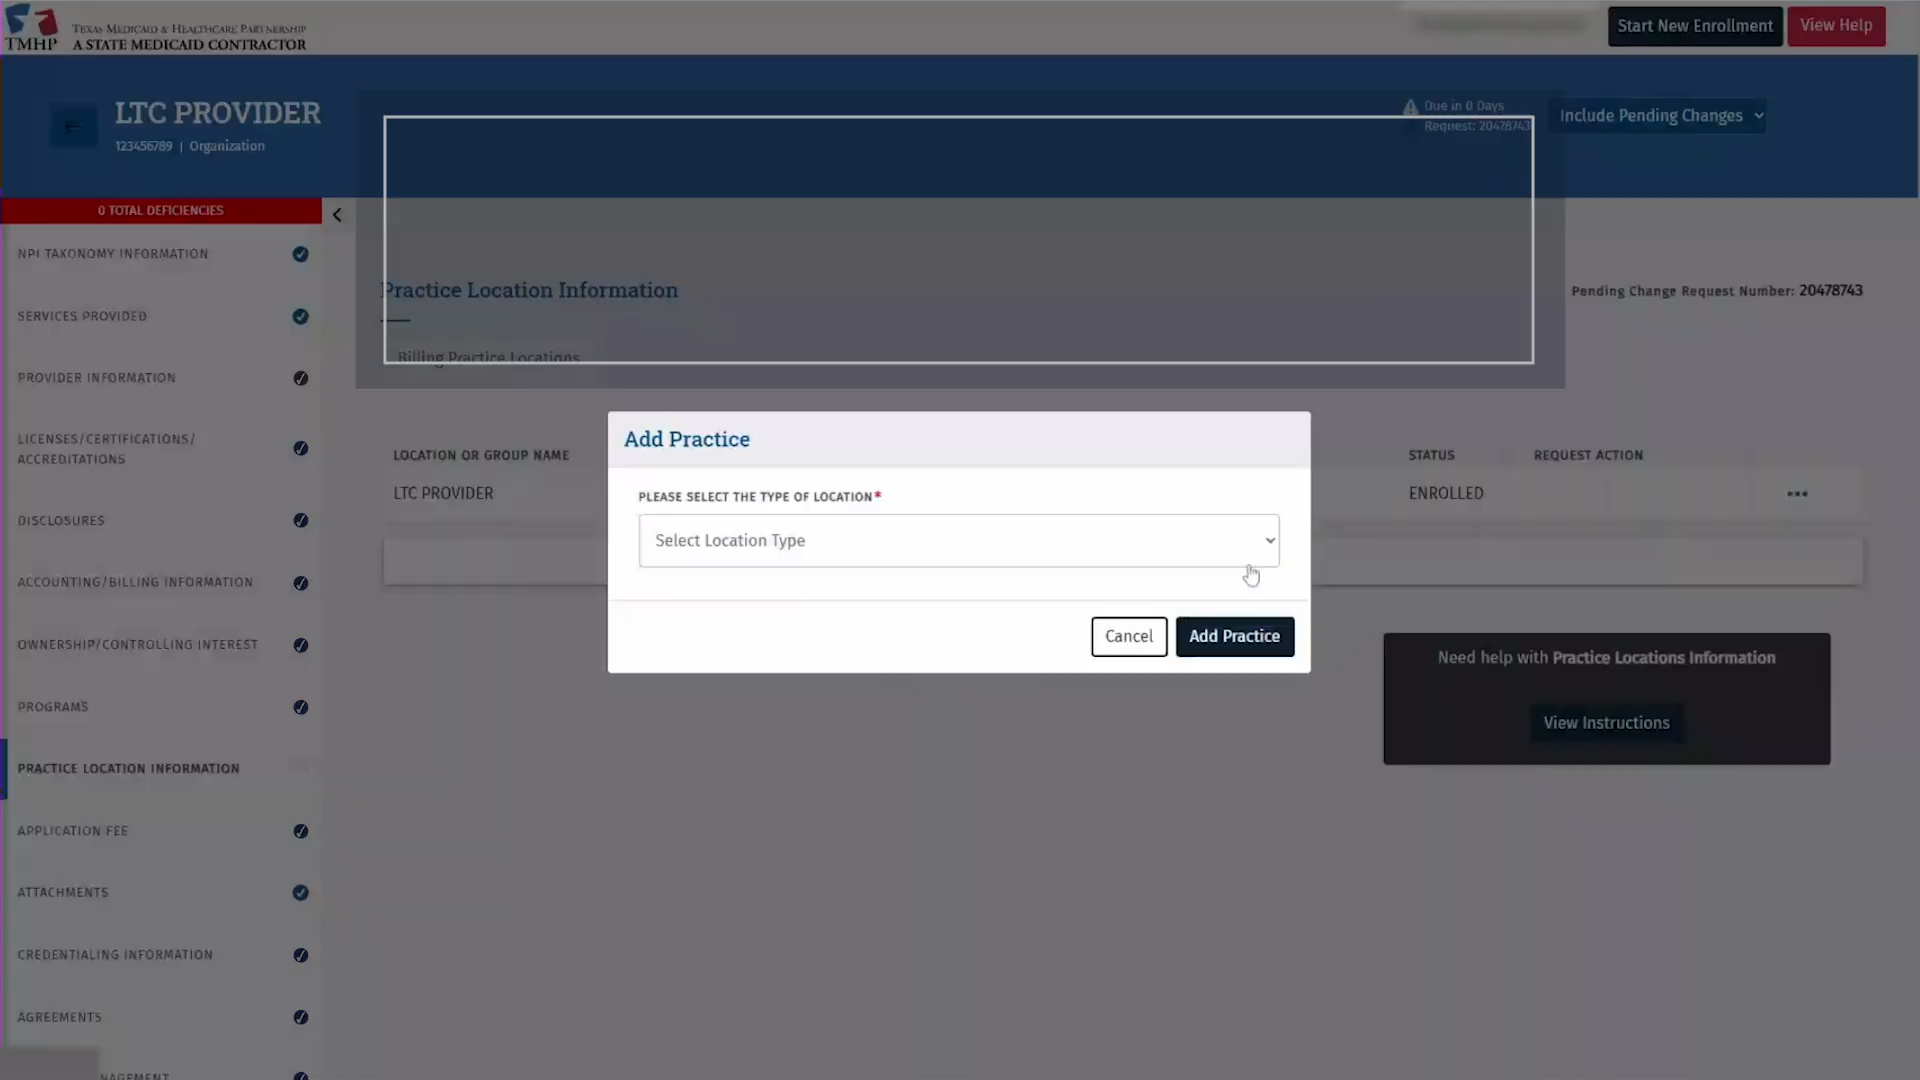 TMHP
TEXAS MEDICAID & HEALTHCARE PARTNERSHIP
A STATE MEDICAID CONTRACTOR
Start New Enrollment
View Help
LTC PROVIDER
123456789 | Organization
Due in 0 Days
Request: 20478743
Include Pending Changes
0 TOTAL DEFICIENCIES
NPI TAXONOMY INFORMATION
SERVICES PROVIDED
PROVIDER INFORMATION
LICENSES/CERTIFICATIONS/
ACCREDITATIONS
DISCLOSURES
ACCOUNTING/BILLING INFORMATION
OWNERSHIP/CONTROLLING INTEREST
PROGRAMS
PRACTICE LOCATION INFORMATION
APPLICATION FEE
ATTACHMENTS
CREDENTIALING INFORMATION
AGREEMENTS
Practice Location Information
Pending Change Request Number: 20478743
Billing Practice Locations
LOCATION OR GROUP NAME
STATUS
REQUEST ACTION
LTC PROVIDER
ENROLLED
Add Practice
PLEASE SELECT THE TYPE OF LOCATION*
Select Location Type
Cancel
Add Practice
Need help with Practice Locations Information
View Instructions